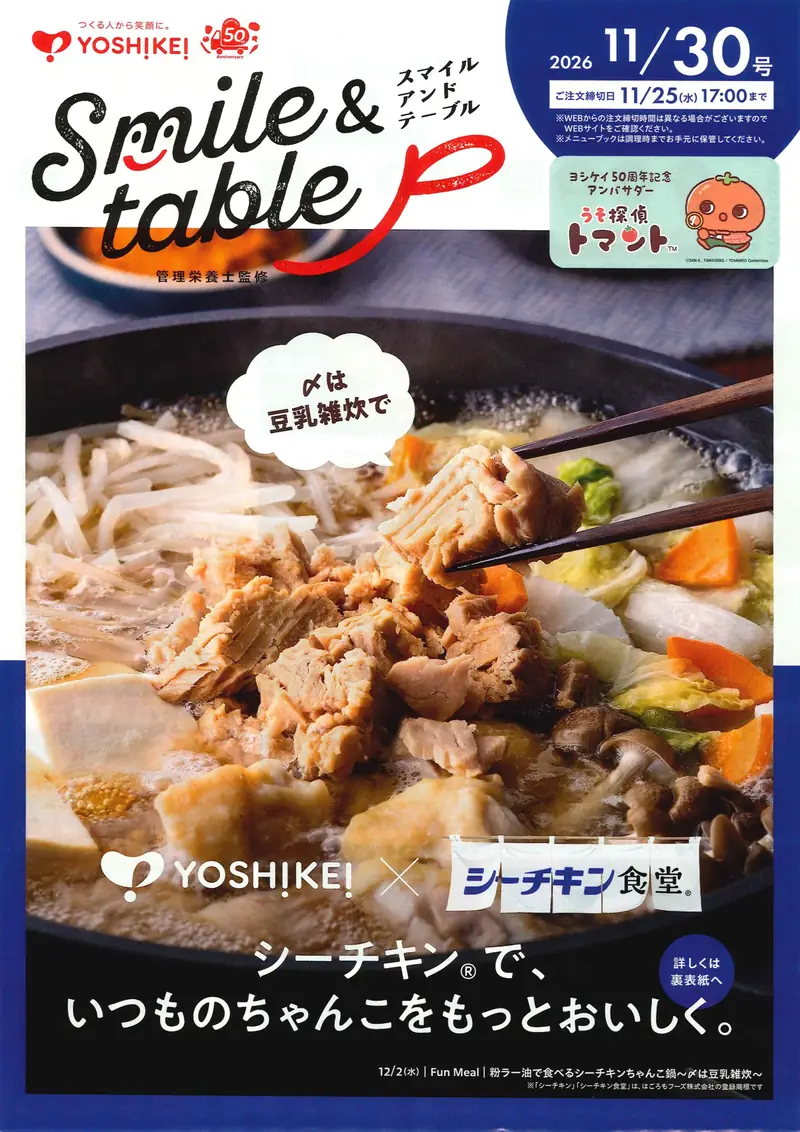 つくる人から笑顔に。
YOSHIKEI
50
Anniversary
Smile &
table
スマイル
アンド
テーブル
管理栄養士監修
2026 11/30号
ご注文締切日 11/25(水) 17:00まで
※WEBからの注文締切時間は異なる場合がございますので
WEBサイトをご確認ください。
※メニューブックは調理時までお手元に保管してください。
ヨシケイ50周年記念
アンバサダー
うそ探偵
トマント™
〆は
豆乳雑炊で
YOSHIKEI × シーチキン食堂®
シーチキン®で、
いつものちゃんこをもっとおいしく。
詳しくは
裏表紙へ
12/2(水) | Fun Meal | 粉ラー油で食べるシーチキンちゃんこ鍋～〆は豆乳雑炊～
※「シーチキン」「シーチキン食堂」は、はごろもフーズ株式会社の登録商標です